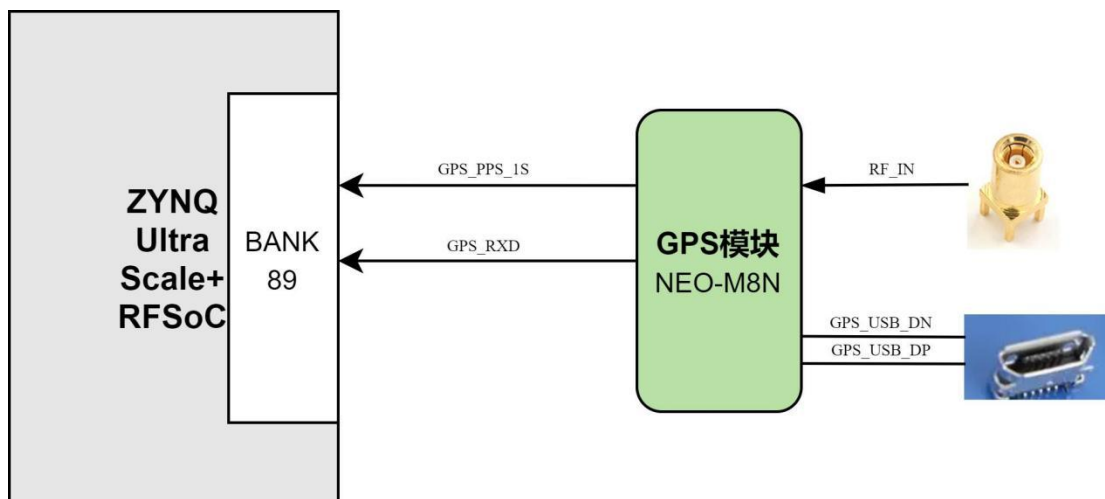 ZYNQ
Ultra
Scale+
RFSoC
BANK
89
GPS_PPS_1S
GPS_RXD
GPS模块
NEO-M8N
RF_IN
GPS_USB_DN
GPS_USB_DP